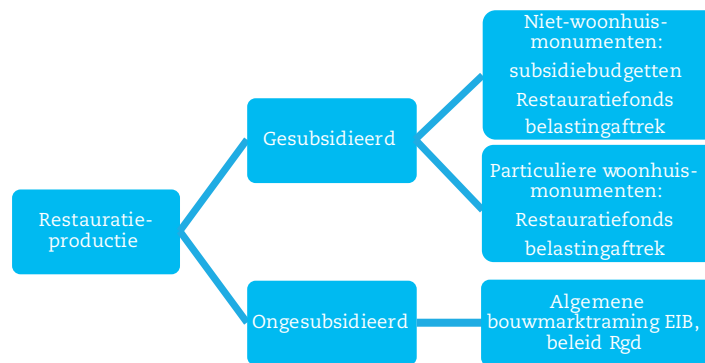 Restauratie-
productie
Gesubsidieerd
Niet-woonhuis-
monumenten:
subsidiebudgetten
Restauratiefonds
belastingaftrek
Particuliere woonhuis-
monumenten:
Restauratiefonds
belastingaftrek
Ongesubsidieerd
Algemene
bouwmarktraming EIB,
beleid Rgd